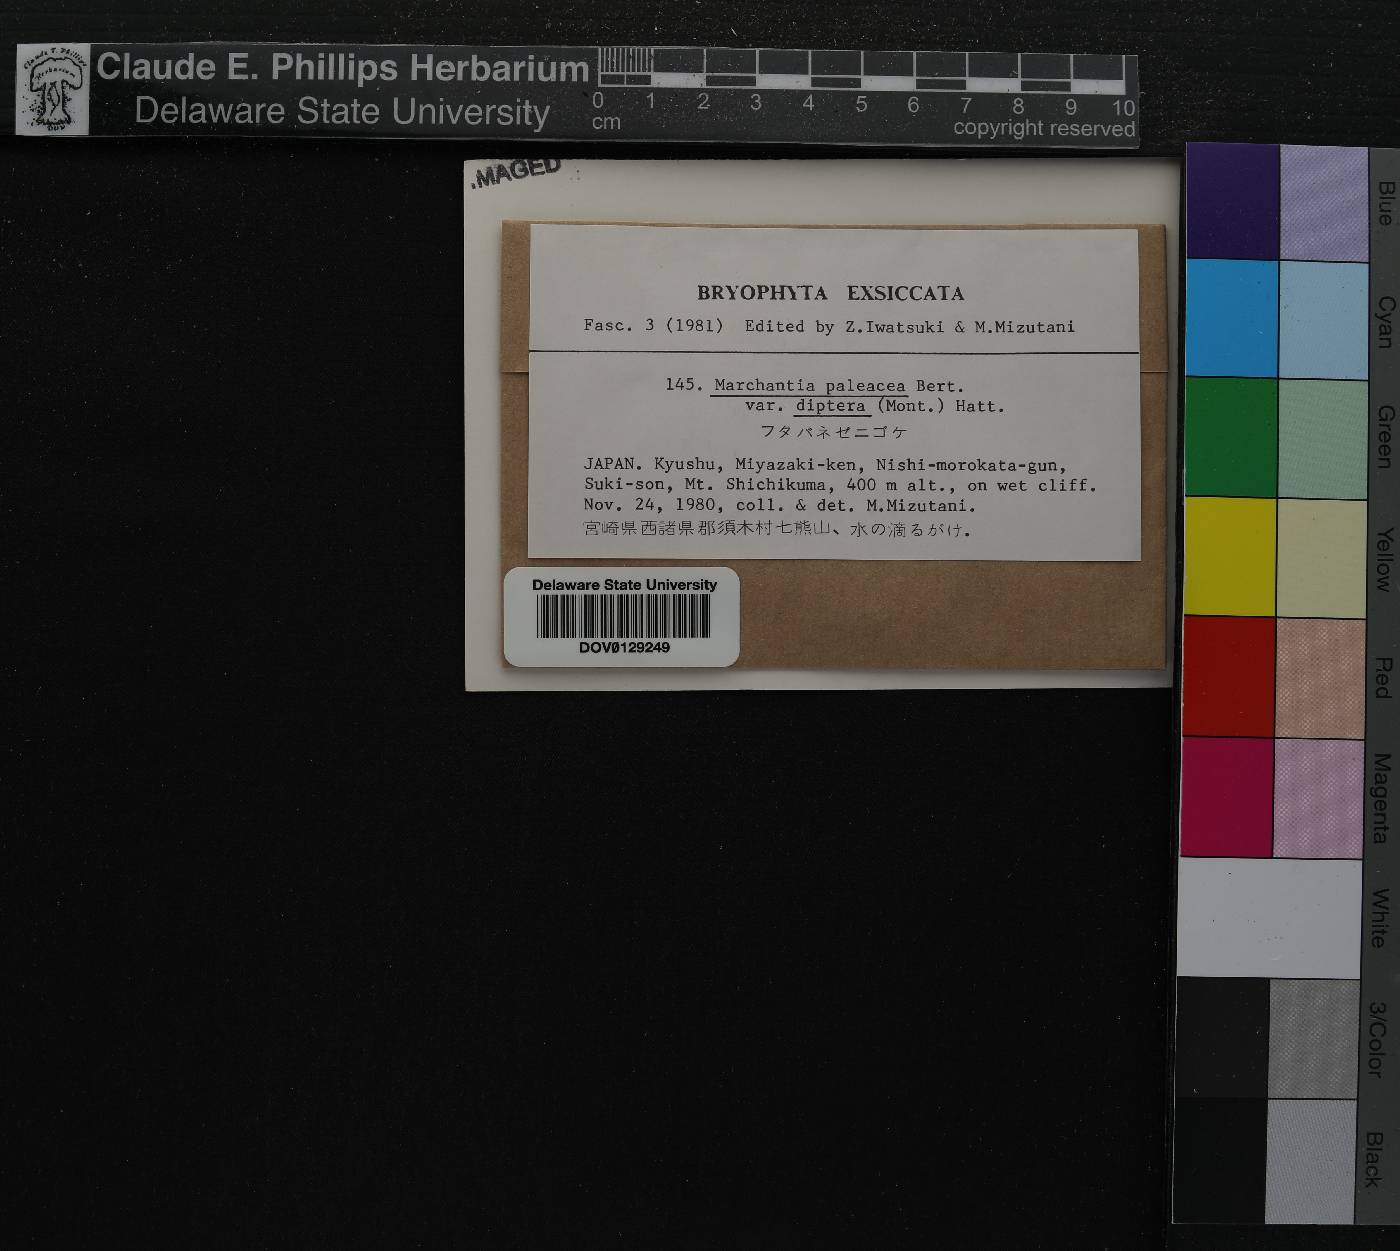 Claude E. Phillips Herbarium
Delaware State University
0 1 2 3 4 5 6 7 8 9 10
cm
copyright reserved
MAGED
BRYOPHYTA EXSICCATA
Fasc. 3 (1981) Edited by Z.Iwatsuki & M.Mizutani
145. Marchantia paleacea Bert.
var. diptera (Mont.) Hatt.
フタバネゼニゴケ
JAPAN. Kyushu, Miyazaki-ken, Nishi-morokata-gun,
Suki-son, Mt. Shichikuma, 400 m alt., on wet cliff.
Nov. 24, 1980, coll. & det. M.Mizutani.
宮崎県西諸県郡須木村七熊山、水の滴るがけ.
Delaware State University
DOV0129249
Blue
Cyan
Green
Yellow
Red
Magenta
White
3/Color
Black